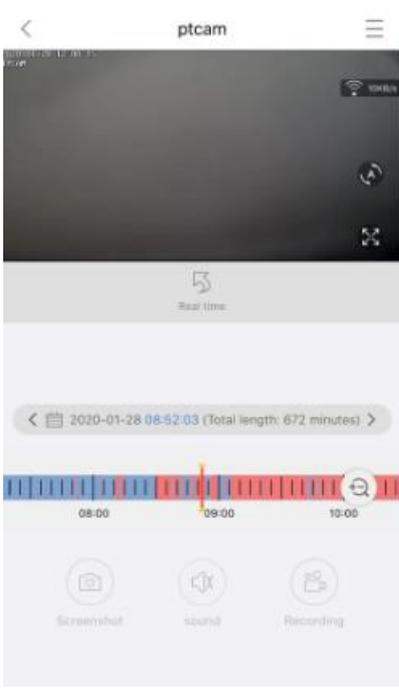 ptcam
10KB/s
Real time
2020-01-28 08:52:03 (Total length: 672 minutes)
08:00 09:00 10:00
Screenshot sound Recording